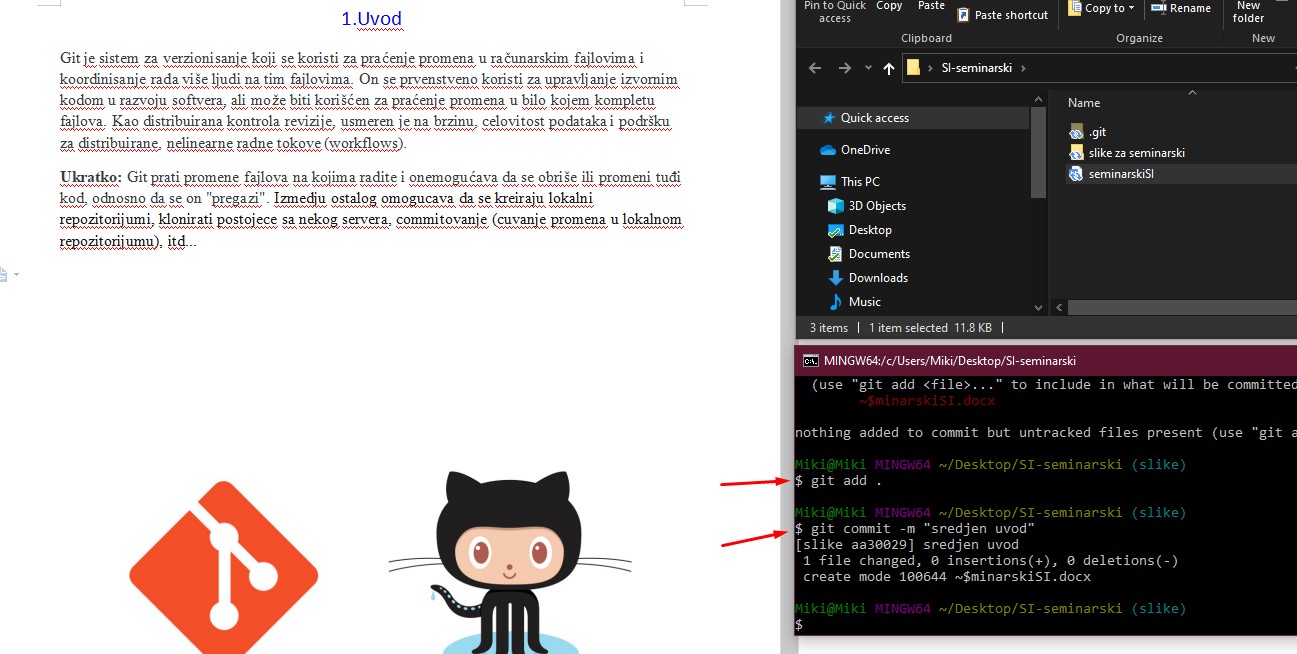 1.Uvod
Git je sistem za verzionisanje koji se koristi za praćenje promena u računarskim fajlovima i
koordinisanje rada više ljudi na tim fajlovima. On se prvenstveno koristi za upravljanje izvornim
kodom u razvoju softvera, ali može biti korišćen za praćenje promena u bilo kojem kompletu
fajlova. Kao distribuirana kontrola revizije, usmeren je na brzinu, celovitost podataka i podršku
za distribuirane, nelinearne radne tokove (workflows).
Ukratko: Git prati promene fajlova na kojima radite i onemogućava da se obriše ili promeni tuđi
kod, odnosno da se on "pregazi". Izmedju ostalog omogucava da se kreiraju lokalni
repozitorijumi, klonirati postojece sa nekog servera, commitovanje (cuvanje promena u lokalnom
repozitorijumu), itd...
Pin to Quick
access
Copy
Paste
Paste shortcut
Copy to
Rename
New
folder
Clipboard
Organize
New
SI-seminarski
Name
Quick access
OneDrive
This PC
3D Objects
Desktop
Documents
Downloads
Music
.git
slike za seminarski
seminarskiSI
3 items
1 item selected 11.8 KB
MINGW64:/c/Users/Miki/Desktop/SI-seminarski
(use "git add <file>..." to include in what will be committed
~$minarskiSI.docx
nothing added to commit but untracked files present (use "git a
Miki@Miki MINGW64 ~/Desktop/SI-seminarski (slike)
$ git add .
Miki@Miki MINGW64 ~/Desktop/SI-seminarski (slike)
$ git commit -m "sredjen uvod"
[slike aa30029] sredjen uvod
1 file changed, 0 insertions(+), 0 deletions(-)
create mode 100644 ~$minarskiSI.docx
Miki@Miki MINGW64 ~/Desktop/SI-seminarski (slike)
$